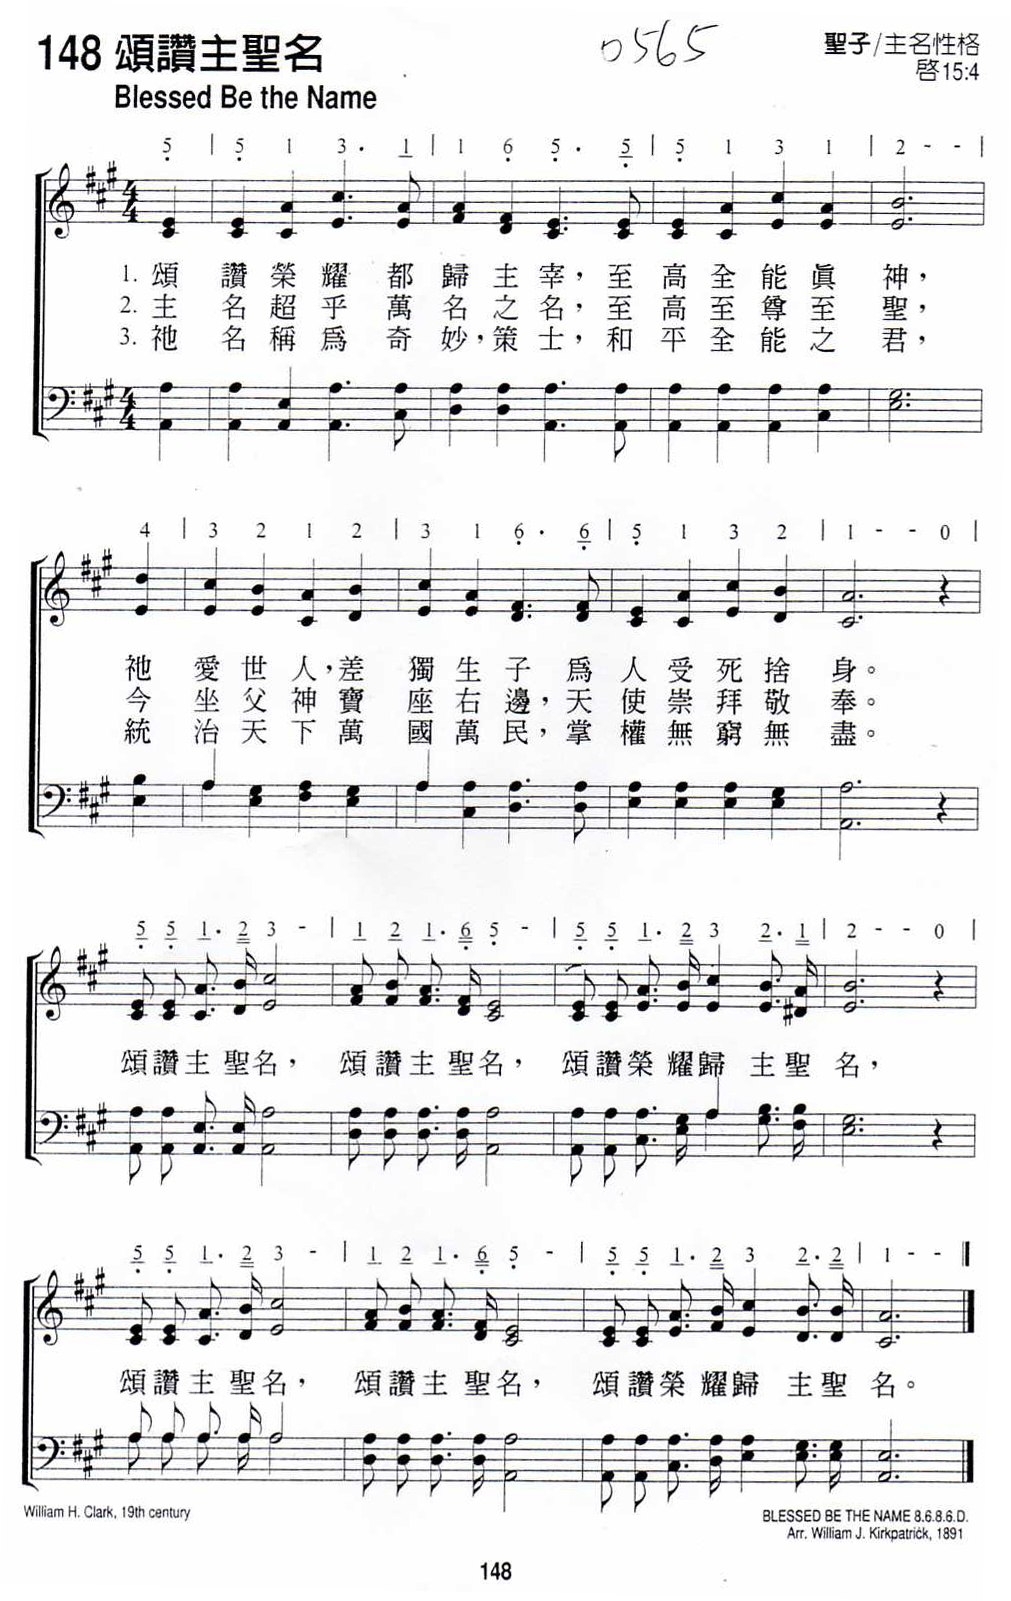 148 頌讚主聖名
0565
聖子/主名性格
Blessed Be the Name
啓15:4
5 | 5 1 3 . 1 | 1 6 5 . 5 | 5 1 3 1 | 2 - - |
1. 頌 讚 榮 耀 都 歸 主 宰， 至 高 全 能 眞 神，
2. 主 名 超 乎 萬 名 之 名， 至 高 至 尊 至 聖，
3. 祂 名 稱 爲 奇 妙，策 士， 和 平 全 能 之 君，
4 | 3 2 1 2 | 3 1 6 . 6 | 5 1 3 2 | 1 - - 0 |
祂 愛 世 人，差 獨 生 子 爲 人 受 死 捨 身。
今 坐 父 神 寶 座 右 邊，天 使 崇 拜 敬 奉。
統 治 天 下 萬 國 萬 民，掌 權 無 窮 無 盡。
5 5 1 . 2 3 - | 1 2 1 . 6 5 - | 5 5 1 . 2 3 2 . 1 | 2 - - 0 |
頌讚主 聖名， 頌讚主 聖名， 頌讚榮 耀歸 主聖 名，
5 5 1 . 2 3 - | 1 2 1 . 6 5 - | 5 5 1 . 2 3 2 . 2 | 1 - - ||
頌讚主 聖名， 頌讚主 聖名， 頌讚榮 耀歸 主聖 名。
William H. Clark, 19th century
BLESSED BE THE NAME 8.6.8.6.D.
Arr. William J. Kirkpatrick, 1891
148